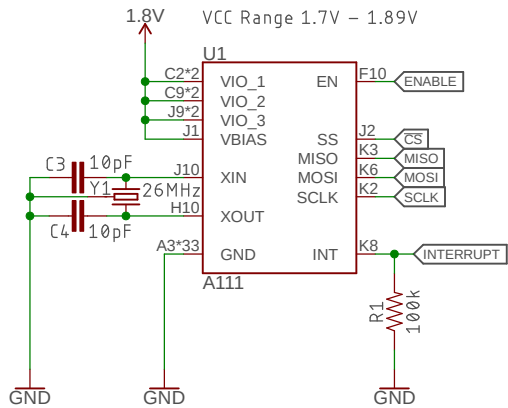 1.8V
VCC Range 1.7V – 1.89V
U1
C2*2 VIO_1 EN F10 ENABLE
C9*2 VIO_2
J9*2 VIO_3
J1 VBIAS SS J2 CS
MISO K3 MISO
C3 10pF J10 XIN MOSI K6 MOSI
Y1 26MHz SCLK K2 SCLK
H10 XOUT
C4 10pF
A3*33 GND INT K8 INTERRUPT
A111
R1 100k
GND GND GND